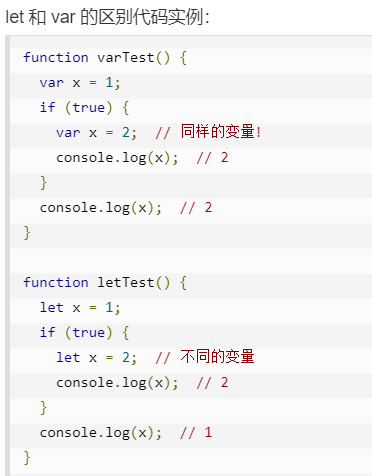 let 和 var 的区别代码实例：
function varTest() {
  var x = 1;
  if (true) {
    var x = 2;  // 同样的变量!
    console.log(x);  // 2
  }
  console.log(x);  // 2
}

function letTest() {
  let x = 1;
  if (true) {
    let x = 2;  // 不同的变量
    console.log(x);  // 2
  }
  console.log(x);  // 1
}